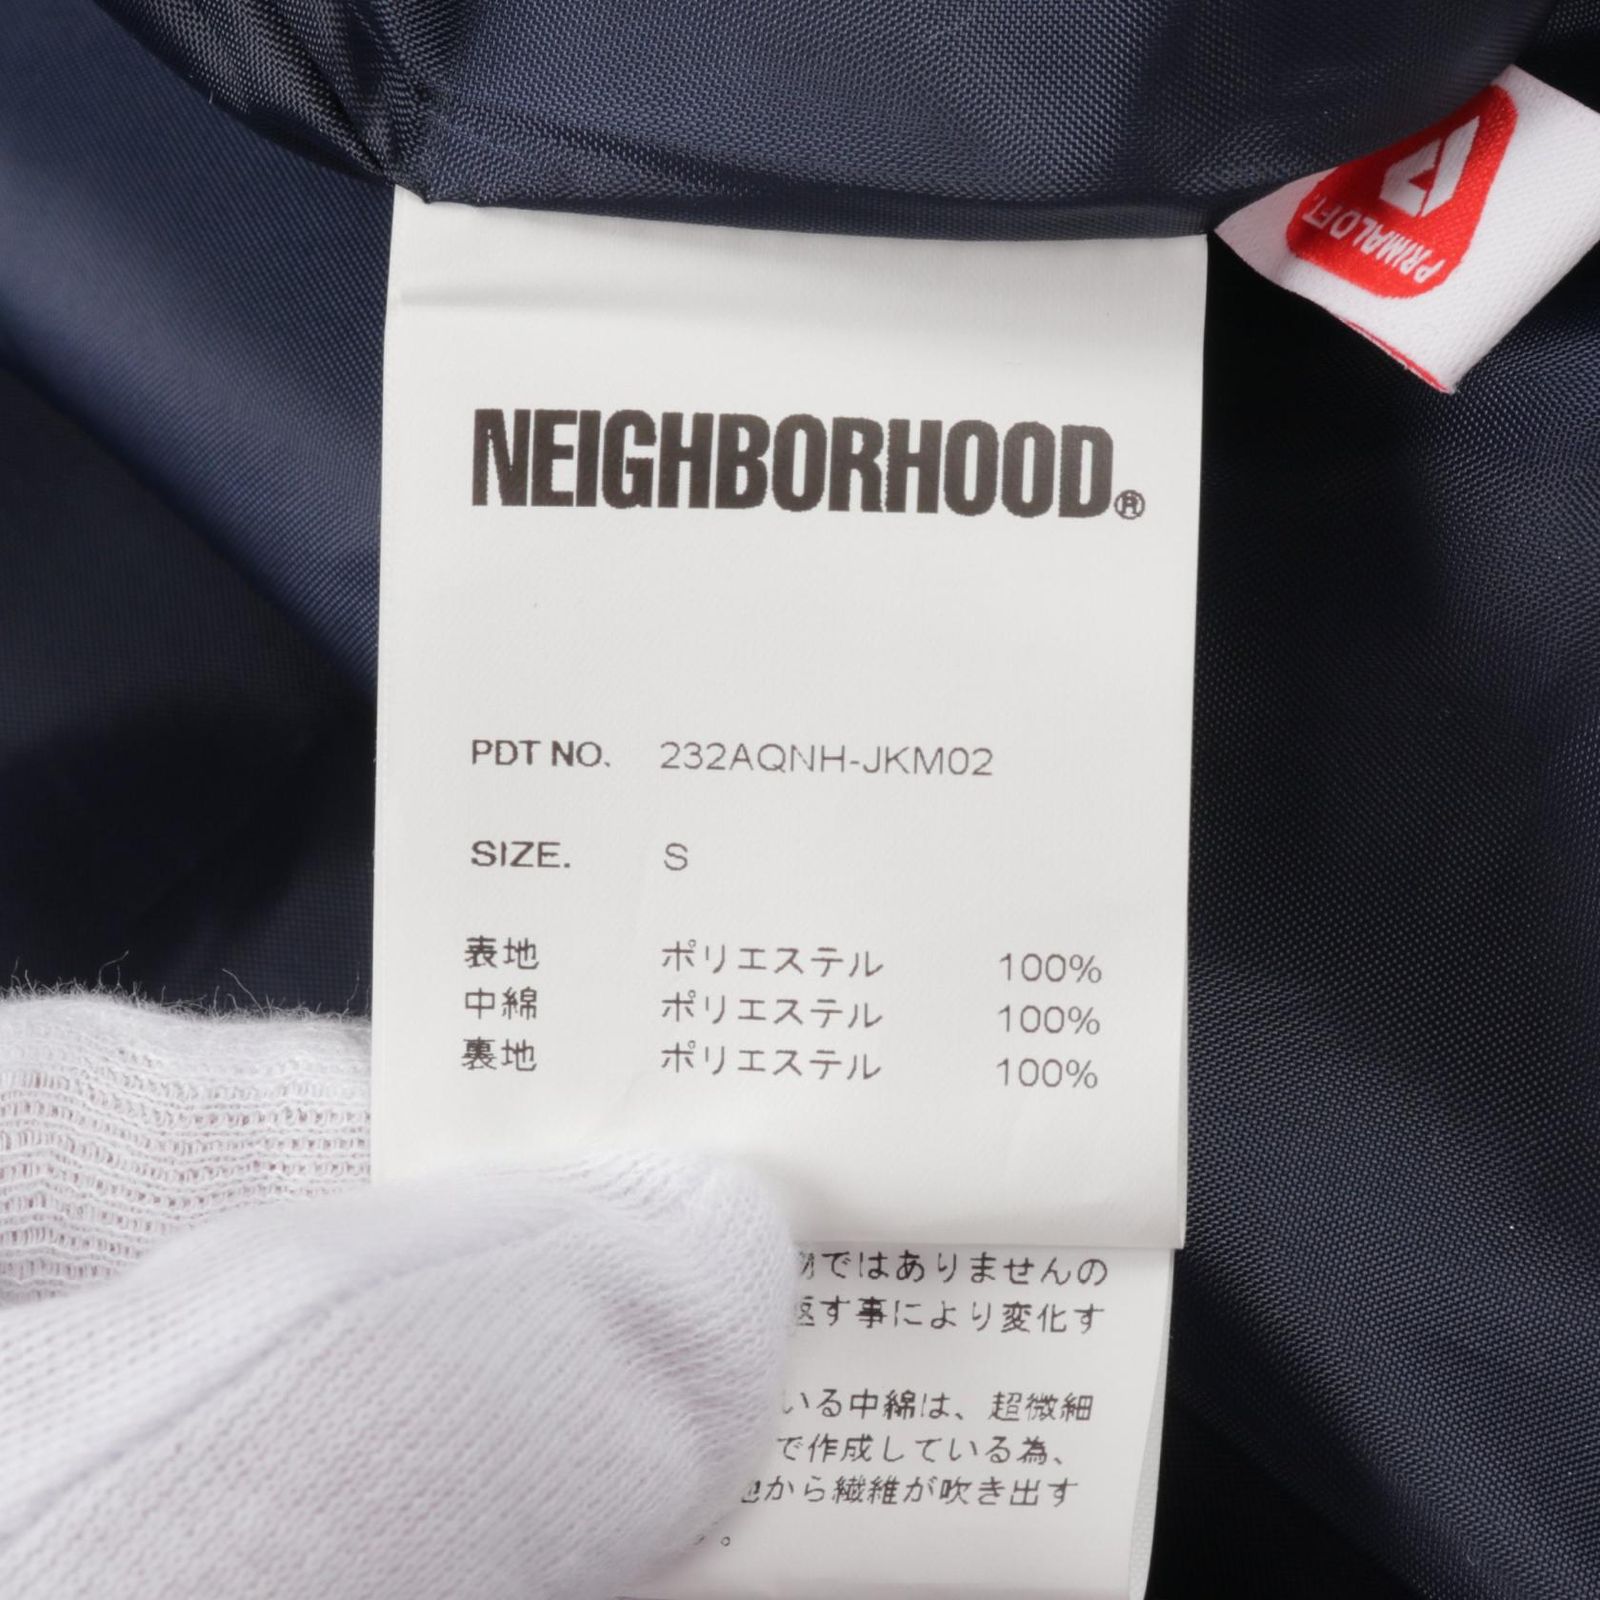 PRIMALOFT.
NEIGHBORHOOD®
PDT NO. 232AQNH-JKM02
SIZE. S
表地 ポリエステル 100%
中綿 ポリエステル 100%
裏地 ポリエステル 100%
ではありませんの
返す事により変化す
いる中綿は、超微細
で作成している為、
から繊維が吹き出す
。